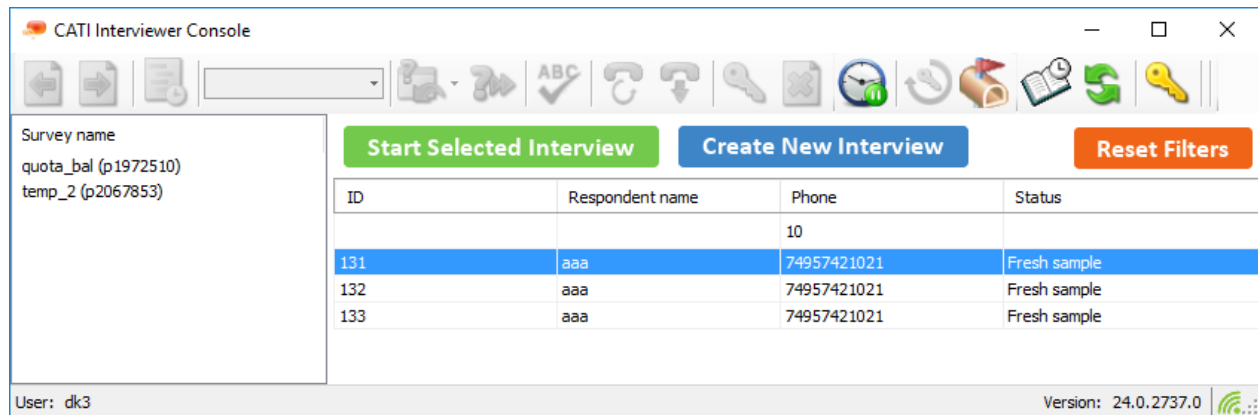 CATI Interviewer Console
ABC
Survey name
quota_bal (p1972510)
temp_2 (p2067853)
Start Selected Interview Create New Interview Reset Filters
ID Respondent name Phone Status
10
131 aaa 74957421021 Fresh sample
132 aaa 74957421021 Fresh sample
133 aaa 74957421021 Fresh sample
User: dk3 Version: 24.0.2737.0